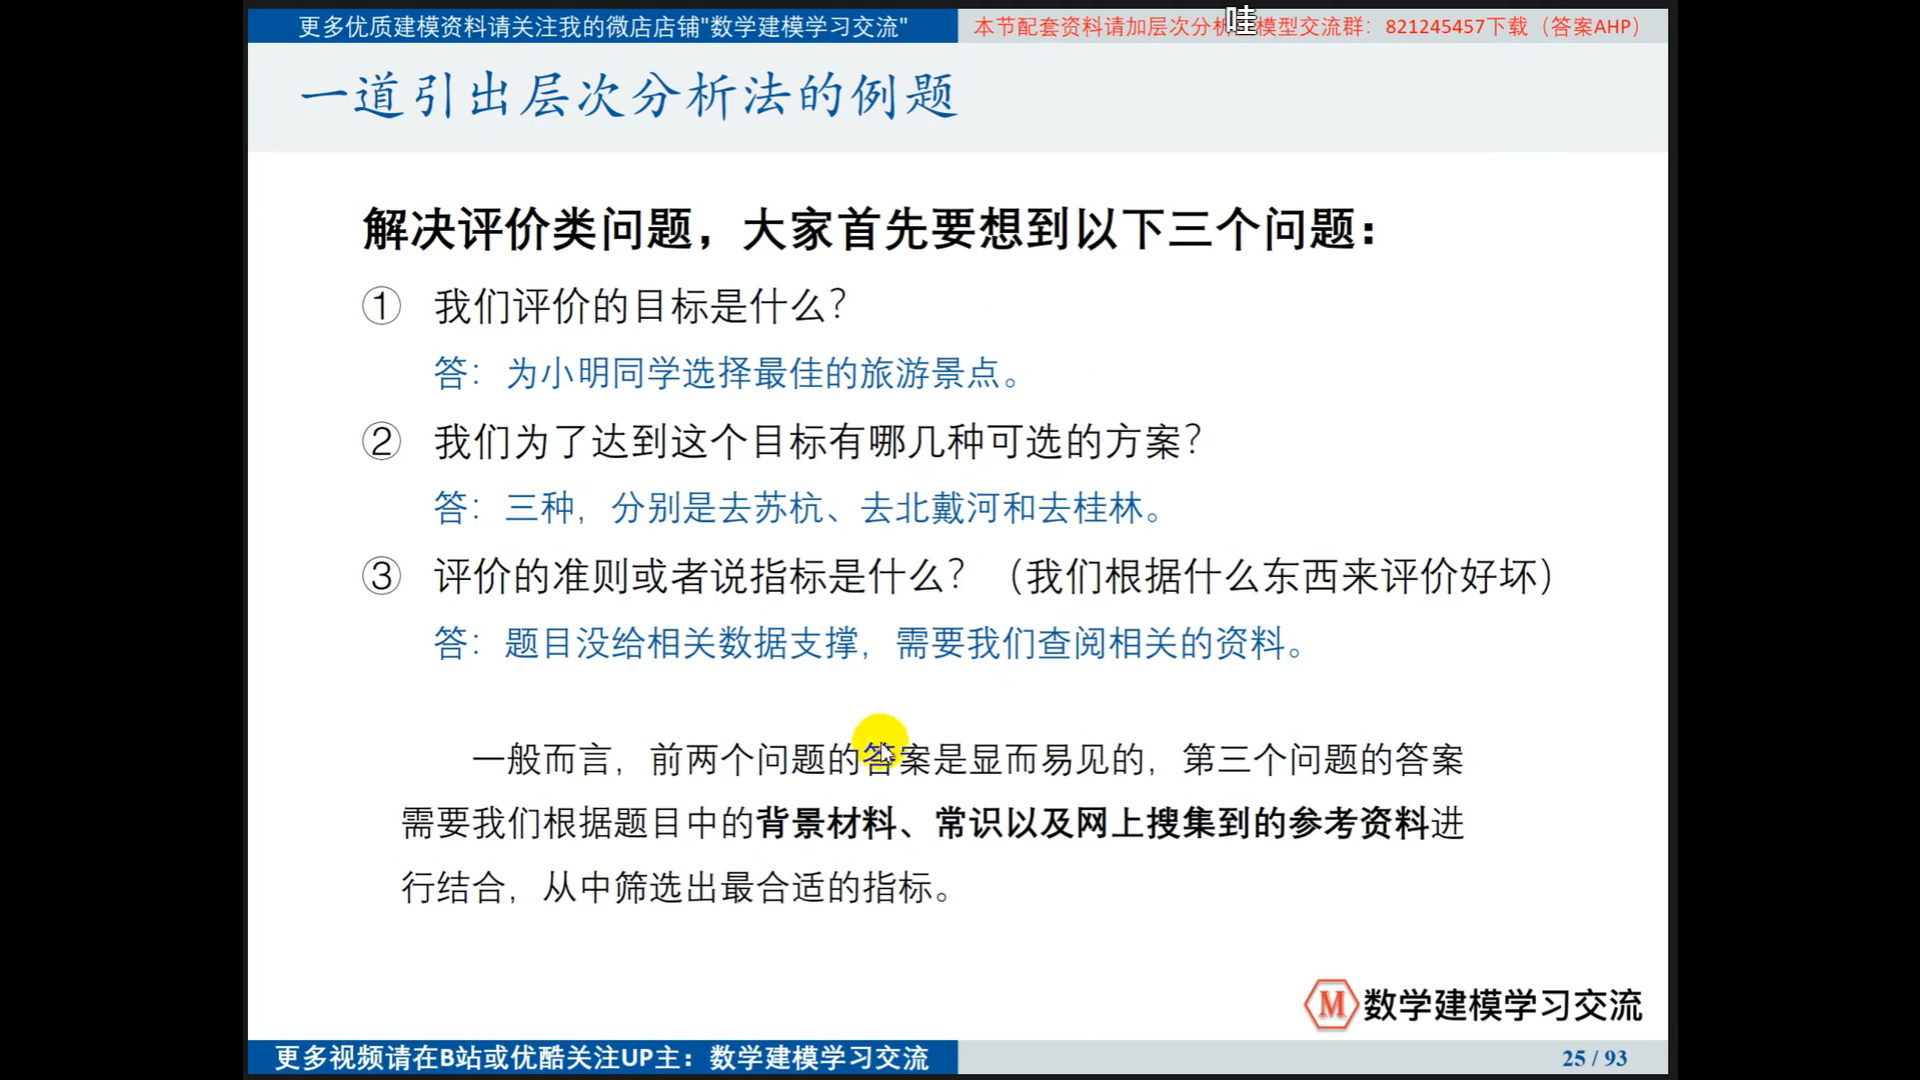 更多优质建模资料请关注我的微店店铺"数学建模学习交流"
本节配套资料请加层次分析模型交流群：821245457下载（答案AHP）
哇
一道引出层次分析法的例题
解决评价类问题，大家首先要想到以下三个问题：
① 我们评价的目标是什么？
答：为小明同学选择最佳的旅游景点。
② 我们为了达到这个目标有哪几种可选的方案？
答：三种，分别是去苏杭、去北戴河和去桂林。
③ 评价的准则或者说指标是什么？（我们根据什么东西来评价好坏）
答：题目没给相关数据支撑，需要我们查阅相关的资料。
一般而言，前两个问题的答案是显而易见的，第三个问题的答案
需要我们根据题目中的背景材料、常识以及网上搜集到的参考资料进
行结合，从中筛选出最合适的指标。
M 数学建模学习交流
更多视频请在B站或优酷关注UP主：数学建模学习交流
25 / 93